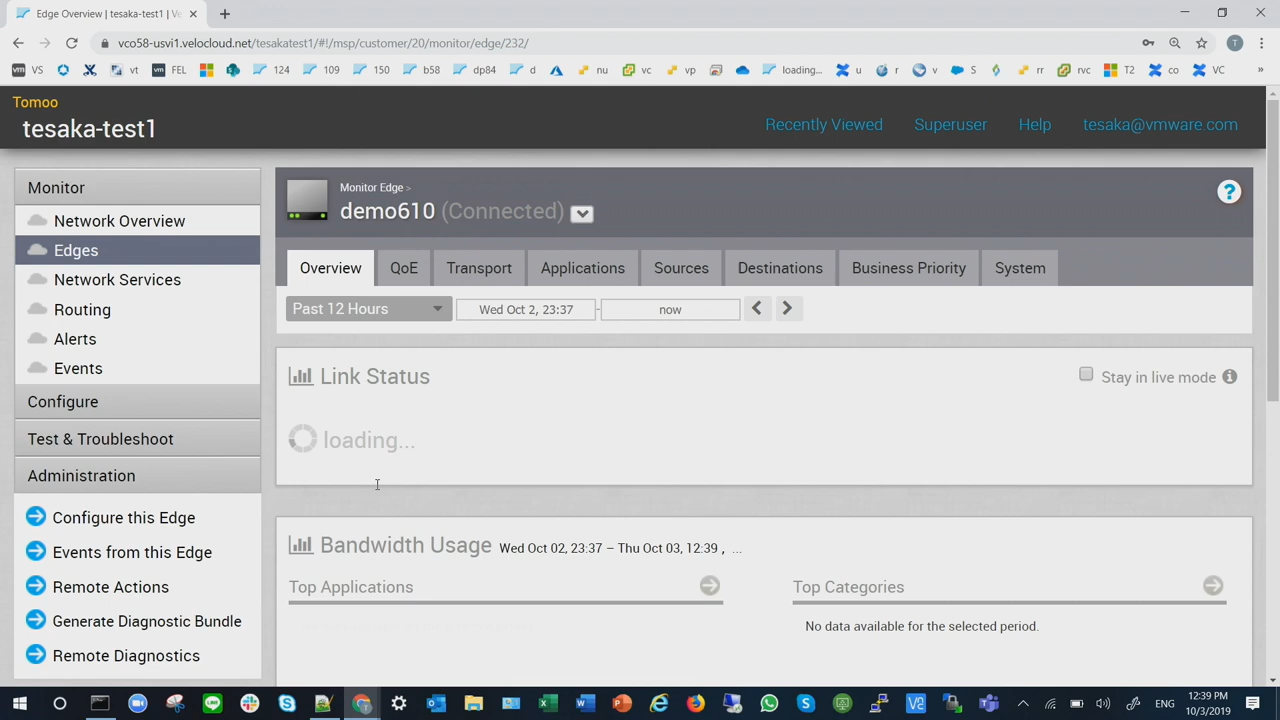 Edge Overview | tesaka-test1 | V
vco58-usvi1.velocloud.net/tesakatest1/#!/msp/customer/20/monitor/edge/232/
T
VS
vt
FEL
124
109
150
b58
dp84
d
nu
vc
vp
loading...
u
r
v
S
rr
rvc
T2
co
VC
»
Tomoo
tesaka-test1
Recently Viewed
Superuser
Help
tesaka@vmware.com
Monitor
Network Overview
Edges
Network Services
Routing
Alerts
Events
Configure
Test & Troubleshoot
Administration
Configure this Edge
Events from this Edge
Remote Actions
Generate Diagnostic Bundle
Remote Diagnostics
Monitor Edge >
demo610 (Connected)
?
Overview
QoE
Transport
Applications
Sources
Destinations
Business Priority
System
Past 12 Hours
Wed Oct 2, 23:37
-
now
Link Status
Stay in live mode
loading...
Bandwidth Usage Wed Oct 02, 23:37 – Thu Oct 03, 12:39 , ...
Top Applications
Top Categories
No data available for the selected period.
ENG
12:39 PM
10/3/2019